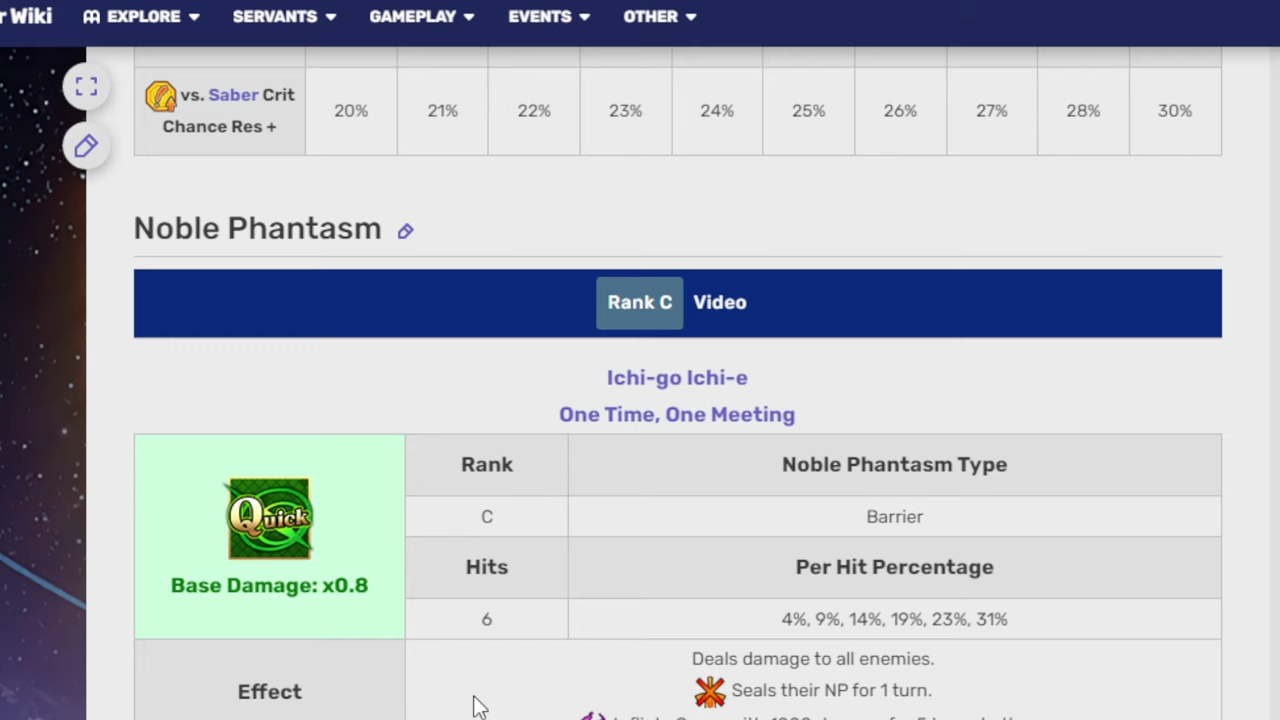 r Wiki EXPLORE SERVANTS GAMEPLAY EVENTS OTHER
vs. Saber Crit
Chance Res + 20% 21% 22% 23% 24% 25% 26% 27% 28% 30%
Noble Phantasm
Rank C Video
Ichi-go Ichi-e
One Time, One Meeting
Rank Noble Phantasm Type
Quick
C Barrier
Base Damage: x0.8
Hits Per Hit Percentage
6 4%, 9%, 14%, 19%, 23%, 31%
Effect
Deals damage to all enemies.
Seals their NP for 1 turn.